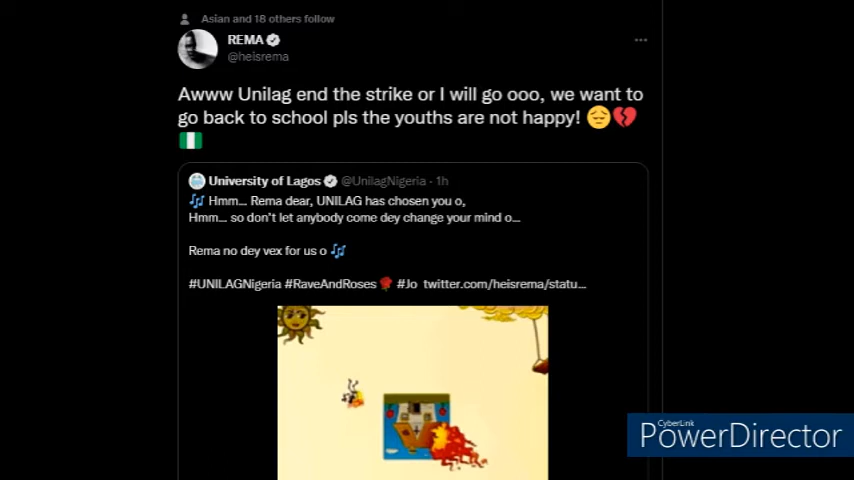 Asian and 18 others follow
REMA
@heisrema
Awww Unilag end the strike or I will go ooo, we want to
go back to school pls the youths are not happy! 😔💔
🇳🇬
University of Lagos @UnilagNigeria · 1h
🎶 Hmm... Rema dear, UNILAG has chosen you o,
Hmm... so don't let anybody come dey change your mind o...
Rema no dey vex for us o 🎶
#UNILAGNigeria #RaveAndRoses 🌹 #Jo twitter.com/heisrema/statu...
CyberLink
PowerDirector